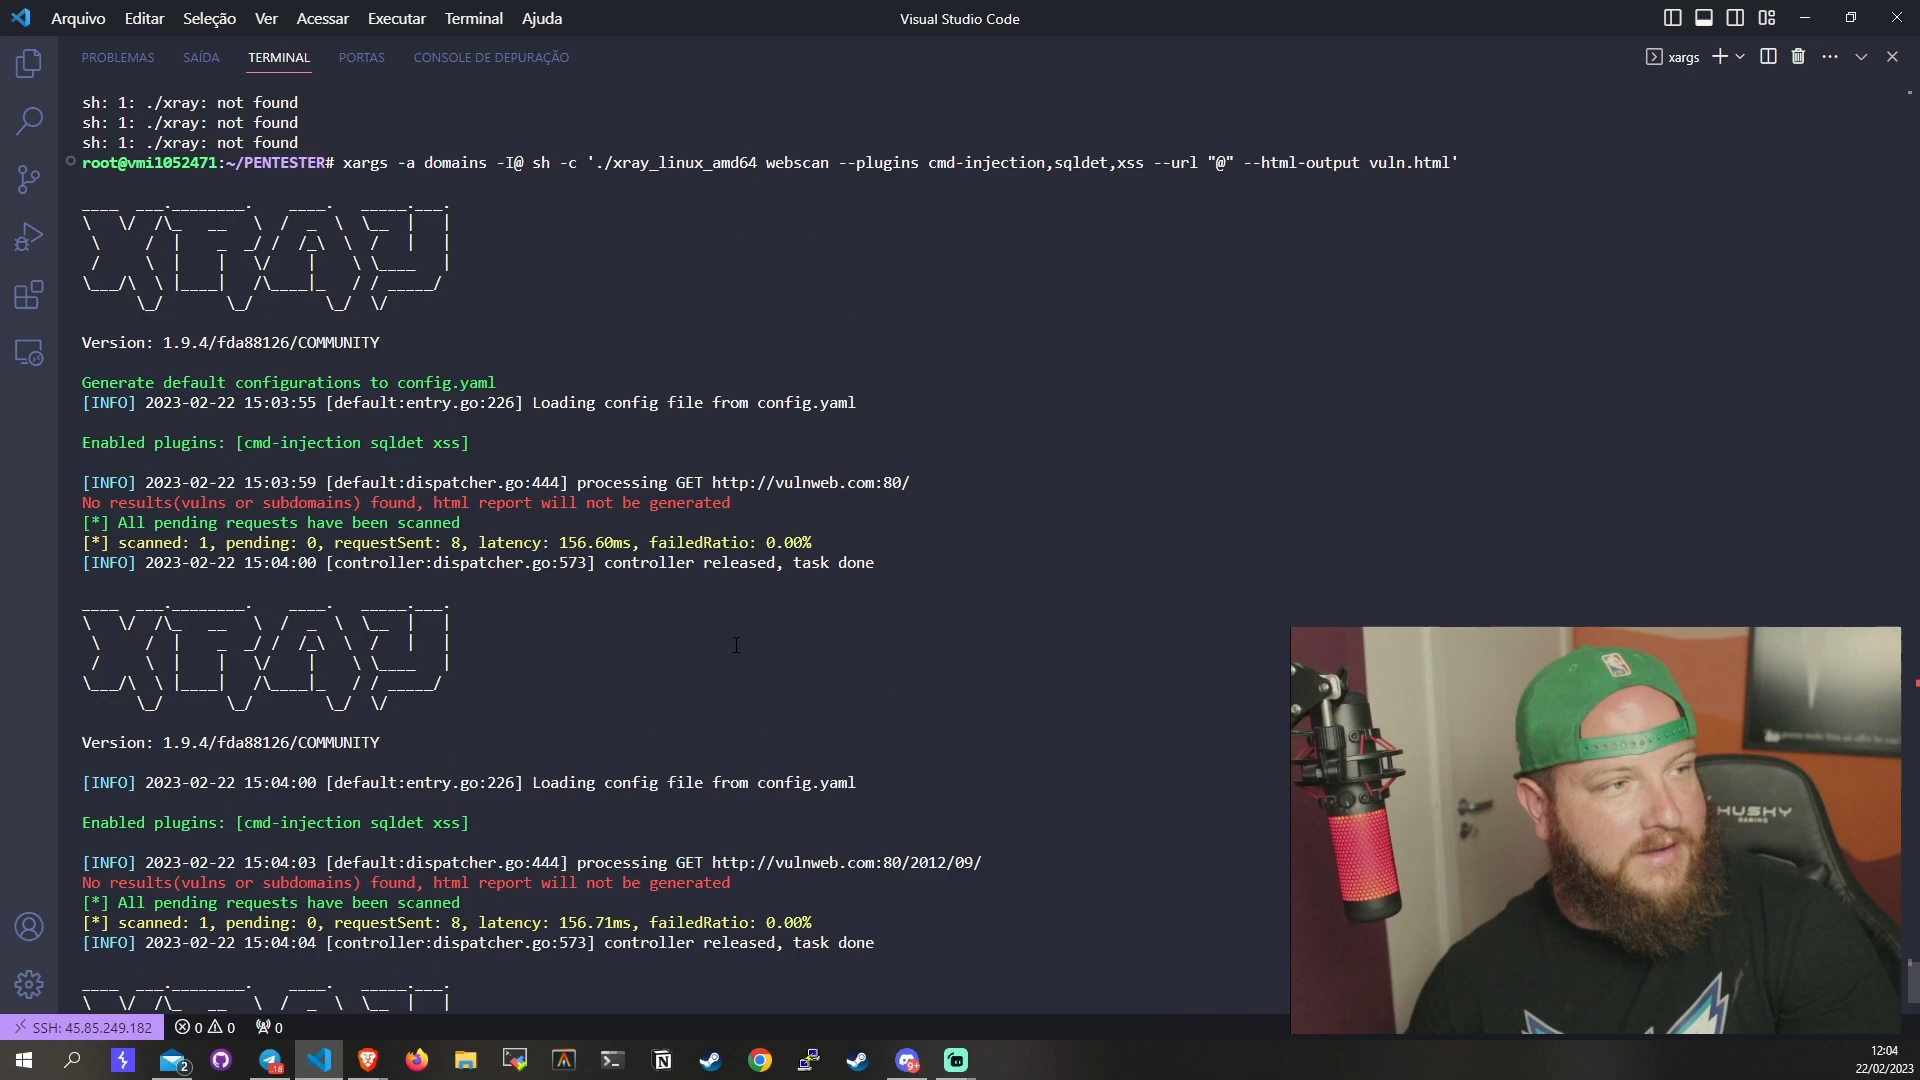 Arquivo Editar Seleção Ver Acessar Executar Terminal Ajuda
Visual Studio Code
PROBLEMAS SAÍDA TERMINAL PORTAS CONSOLE DE DEPURAÇÃO
xargs
sh: 1: ./xray: not found
sh: 1: ./xray: not found
sh: 1: ./xray: not found
root@vmi1052471:~/PENTESTER# xargs -a domains -I@ sh -c './xray_linux_amd64 webscan --plugins cmd-injection,sqldet,xss --url "@" --html-output vuln.html'
XRAY
Version: 1.9.4/fda88126/COMMUNITY
Generate default configurations to config.yaml
[INFO] 2023-02-22 15:03:55 [default:entry.go:226] Loading config file from config.yaml
Enabled plugins: [cmd-injection sqldet xss]
[INFO] 2023-02-22 15:03:59 [default:dispatcher.go:444] processing GET http://vulnweb.com:80/
No results(vulns or subdomains) found, html report will not be generated
[*] All pending requests have been scanned
[*] scanned: 1, pending: 0, requestSent: 8, latency: 156.60ms, failedRatio: 0.00%
[INFO] 2023-02-22 15:04:00 [controller:dispatcher.go:573] controller released, task done
XRAY
Version: 1.9.4/fda88126/COMMUNITY
[INFO] 2023-02-22 15:04:00 [default:entry.go:226] Loading config file from config.yaml
Enabled plugins: [cmd-injection sqldet xss]
[INFO] 2023-02-22 15:04:03 [default:dispatcher.go:444] processing GET http://vulnweb.com:80/2012/09/
No results(vulns or subdomains) found, html report will not be generated
[*] All pending requests have been scanned
[*] scanned: 1, pending: 0, requestSent: 8, latency: 156.71ms, failedRatio: 0.00%
[INFO] 2023-02-22 15:04:04 [controller:dispatcher.go:573] controller released, task done
HUSKY
GAMING
SSH: 45.85.249.182 0 0 0
2
18
9+
12:04
22/02/2023